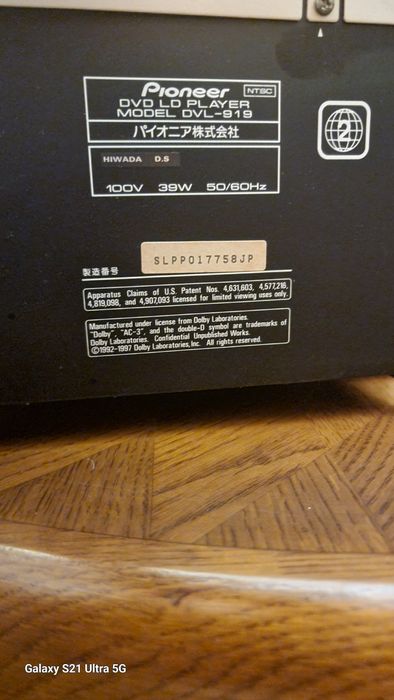 Pioneer NTSC
DVD LD PLAYER
MODEL DVL-919
パイオニア株式会社
HIWADA D.S
100V 39W 50/60Hz
2
製造番号 SLPP017758JP
Apparatus Claims of U.S. Patent Nos. 4,631,603, 4,577,216,
4,819,098, and 4,907,093 licensed for limited viewing uses only.
Manufactured under license from Dolby Laboratories.
"Dolby", "AC-3", and the double-D symbol are trademarks of
Dolby Laboratories. Confidential Unpublished Works.
©1992-1997 Dolby Laboratories, Inc. All rights reserved.
Galaxy S21 Ultra 5G